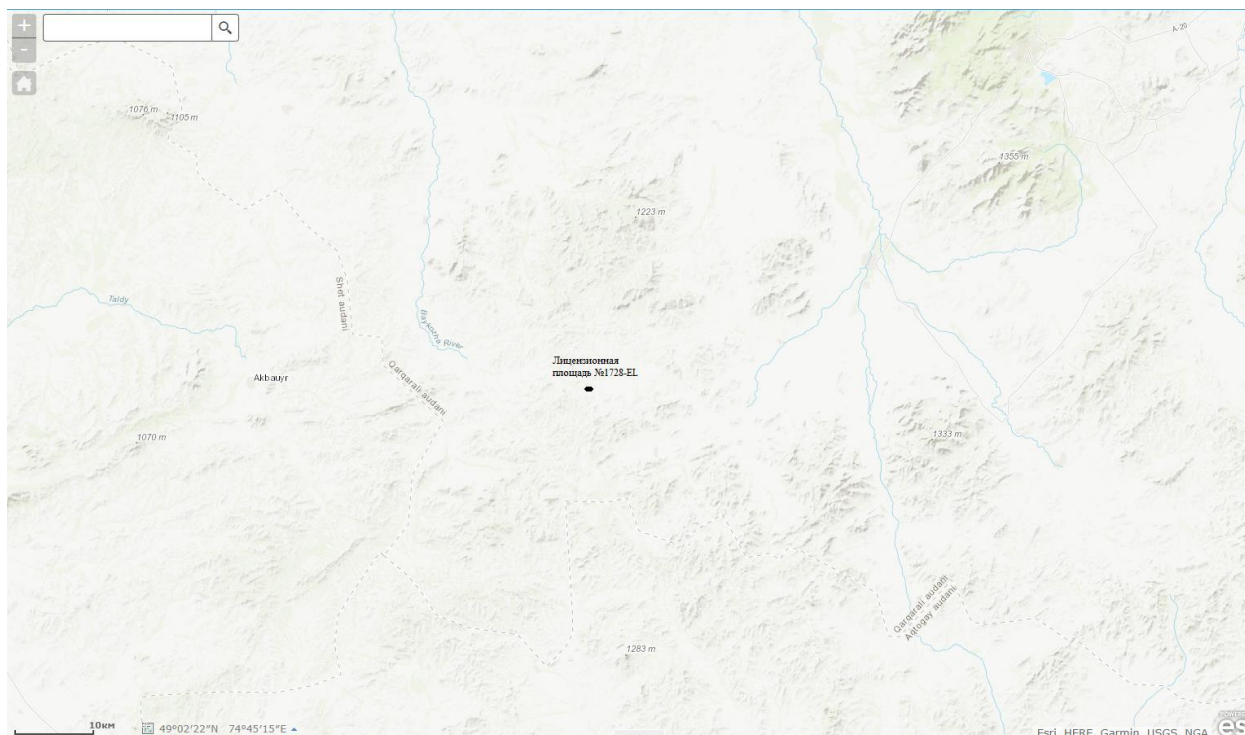 +
-
A-20
1076 m
1105 m
1355 m
1223 m
Taldy
Shet audani
Baykozha River
Лицензионная
площадь №1728-EL
Akbauyr
Qarqarali audani
1070 m
1333 m
Qarqarali audani
Aqtogay audani
1283 m
10км
49°02'22"N 74°45'15"E
Esri, HERE, Garmin, USGS, NGA
es